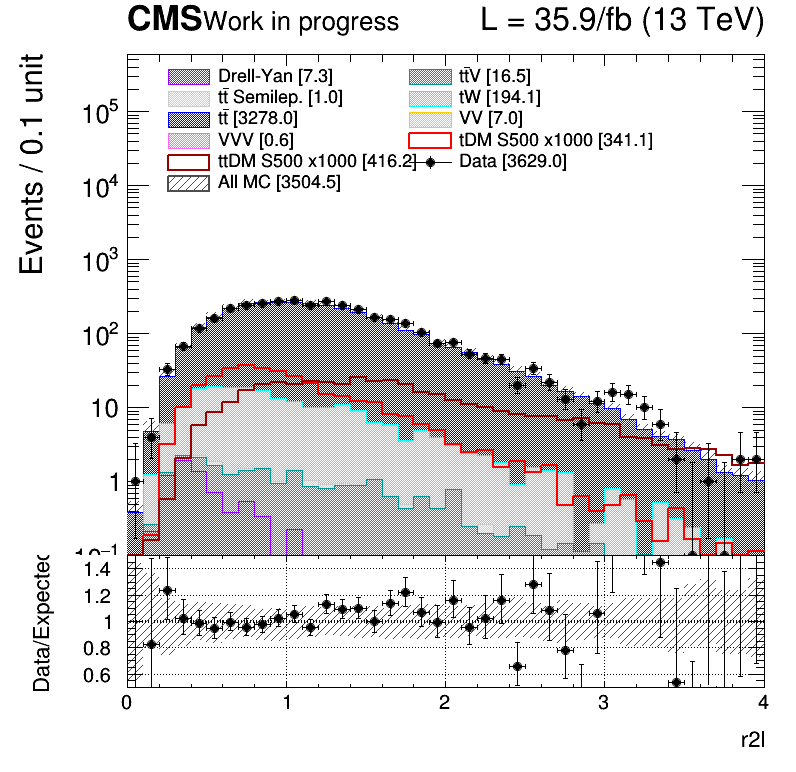 CMS Work in progress L = 35.9/fb (13 TeV)
Events / 0.1 unit
10⁵
10⁴
10³
10²
10
1
10⁻¹
Drell-Yan [7.3]
tt̄ Semilep. [1.0]
tt̄ [3278.0]
VVV [0.6]
ttDM S500 x1000 [416.2]
All MC [3504.5]
tt̄V [16.5]
tW [194.1]
VV [7.0]
tDM S500 x1000 [341.1]
Data [3629.0]
Data/Expected
1.4
1.2
1
0.8
0.6
0 1 2 3 4
r2l